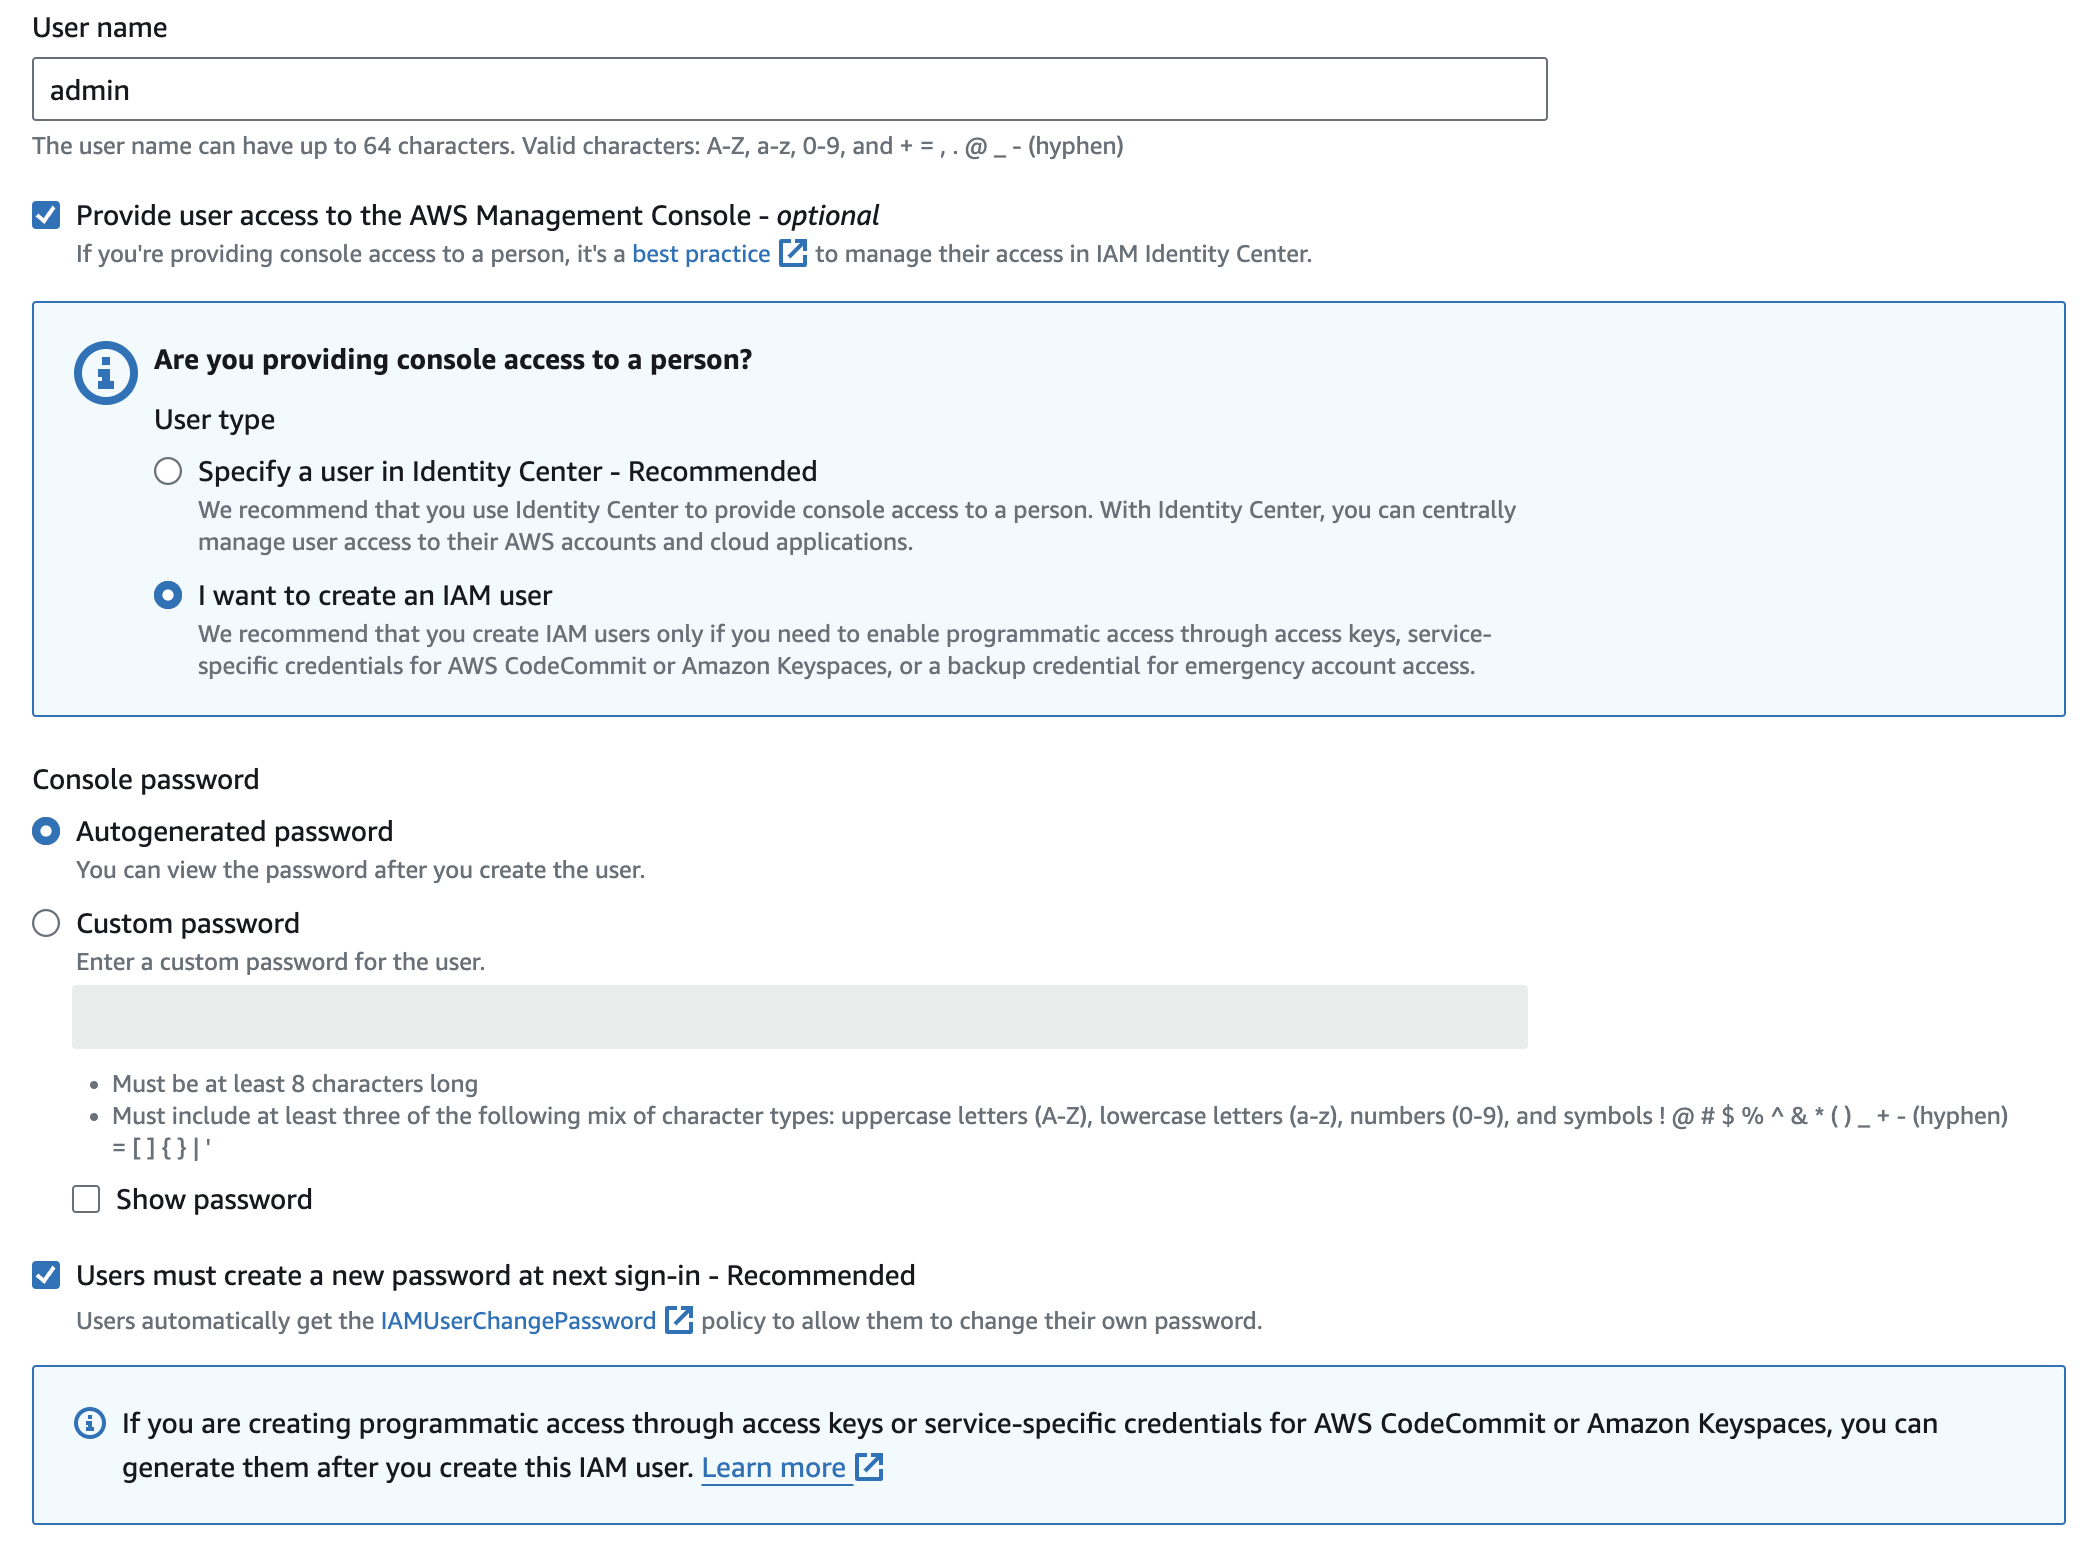 User name
admin
The user name can have up to 64 characters. Valid characters: A-Z, a-z, 0-9, and + = , . @ _ - (hyphen)
Provide user access to the AWS Management Console - optional
If you're providing console access to a person, it's a best practice to manage their access in IAM Identity Center.
Are you providing console access to a person?
User type
Specify a user in Identity Center - Recommended
We recommend that you use Identity Center to provide console access to a person. With Identity Center, you can centrally
manage user access to their AWS accounts and cloud applications.
I want to create an IAM user
We recommend that you create IAM users only if you need to enable programmatic access through access keys, service-
specific credentials for AWS CodeCommit or Amazon Keyspaces, or a backup credential for emergency account access.
Console password
Autogenerated password
You can view the password after you create the user.
Custom password
Enter a custom password for the user.
• Must be at least 8 characters long
• Must include at least three of the following mix of character types: uppercase letters (A-Z), lowercase letters (a-z), numbers (0-9), and symbols ! @ # $ % ^ & * ( ) _ + - (hyphen)
= [ ] { } | '
Show password
Users must create a new password at next sign-in - Recommended
Users automatically get the IAMUserChangePassword policy to allow them to change their own password.
If you are creating programmatic access through access keys or service-specific credentials for AWS CodeCommit or Amazon Keyspaces, you can
generate them after you create this IAM user. Learn more